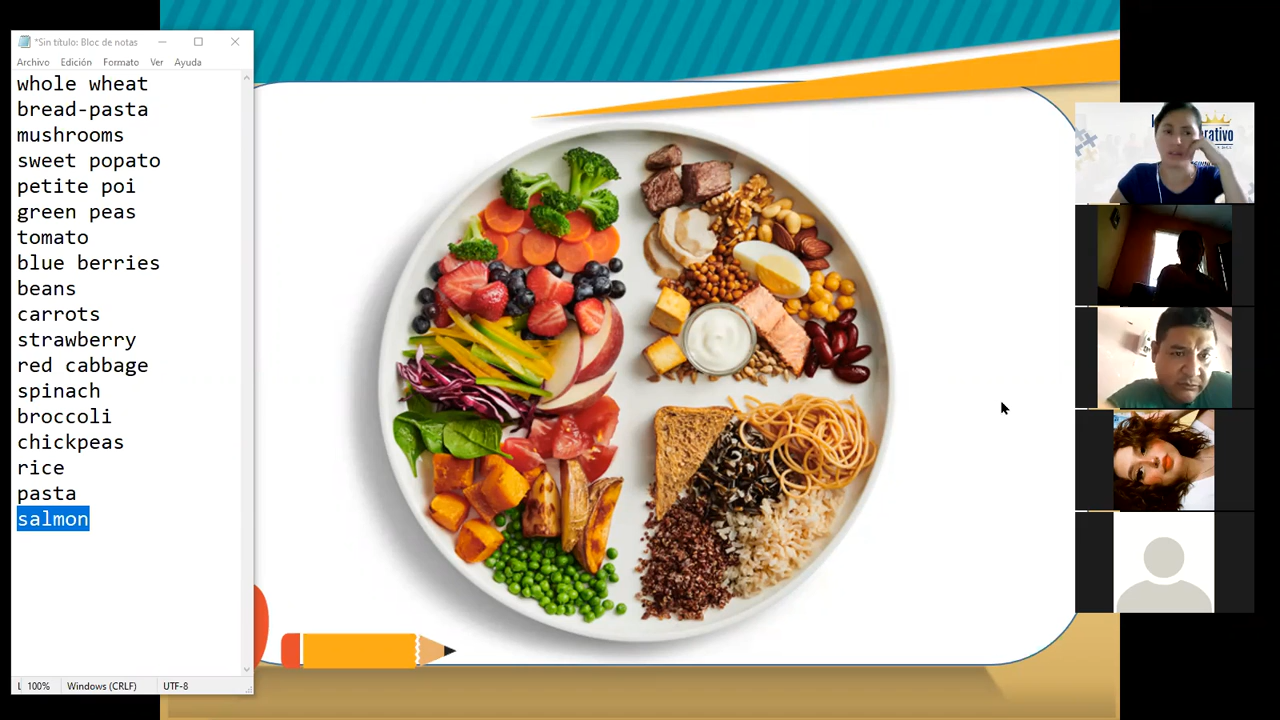 *Sin título: Bloc de notas
Archivo Edición Formato Ver Ayuda
whole wheat
bread-pasta
mushrooms
sweet popato
petite poi
green peas
tomato
blue berries
beans
carrots
strawberry
red cabbage
spinach
broccoli
chickpeas
rice
pasta
salmon
100% Windows (CRLF) UTF-8